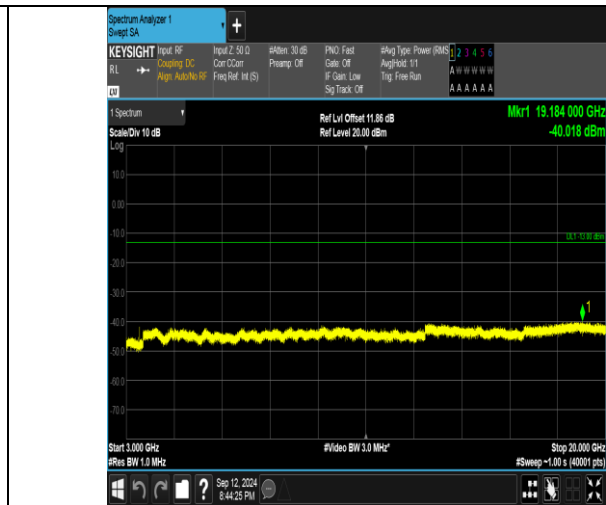 Spectrum Analyzer 1
Swept SA
+
KEYSIGHT Input: RF Input Z: 50 Ω #Atten: 30 dB PNO: Fast #Avg Type: Power (RMS 1 2 3 4 5 6
RL Coupling: DC Corr CCorr Preamp: Off Gate: Off Avg|Hold: 1/1 A W W W W W
Align: Auto/No RF Freq Ref: Int (S) IF Gain: Low Trig: Free Run
Sig Track: Off A A A A A A
LXI
1 Spectrum Ref Lvl Offset 11.86 dB Mkr1 19.184 000 GHz
Scale/Div 10 dB Ref Level 20.00 dBm -40.018 dBm
Log
10.0
0.00
-10.0
DL1 -13.00 dBm
-20.0
-30.0
1
-40.0
-50.0
-60.0
-70.0
Start 3.000 GHz #Video BW 3.0 MHz* Stop 20.000 GHz
#Res BW 1.0 MHz #Sweep ~1.00 s (40001 pts)
? Sep 12, 2024
8:44:25 PM